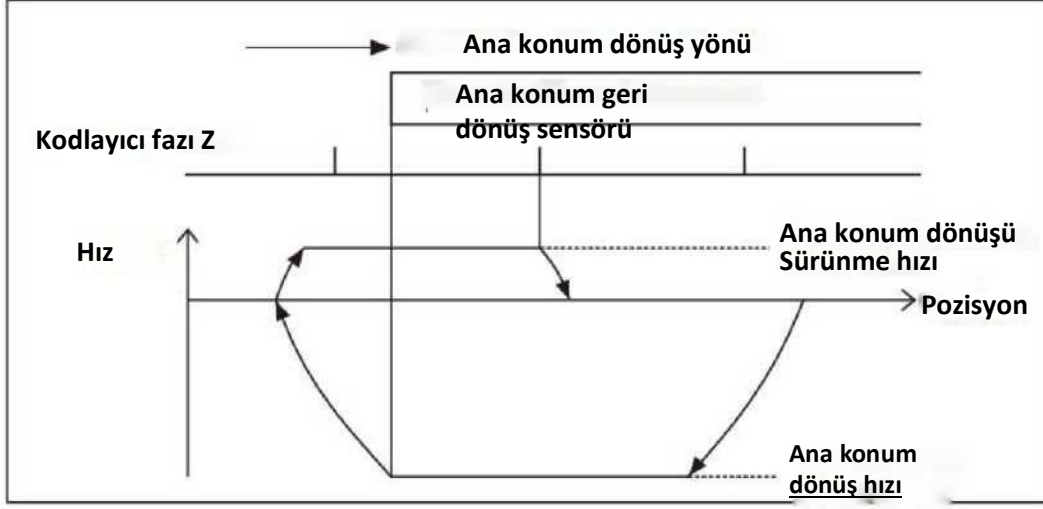 Ana konum dönüş yönü
Ana konum geri
dönüş sensörü
Kodlayıcı fazı Z
Hız
Ana konum dönüşü
Sürünme hızı
Pozisyon
Ana konum
dönüş hızı